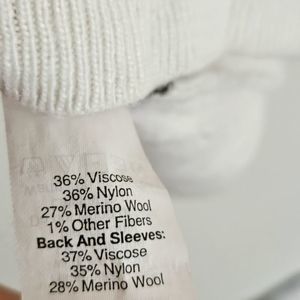 36% Viscose
36% Nylon
27% Merino Wool
1% Other Fibers
Back And Sleeves:
37% Viscose
35% Nylon
28% Merino Wool